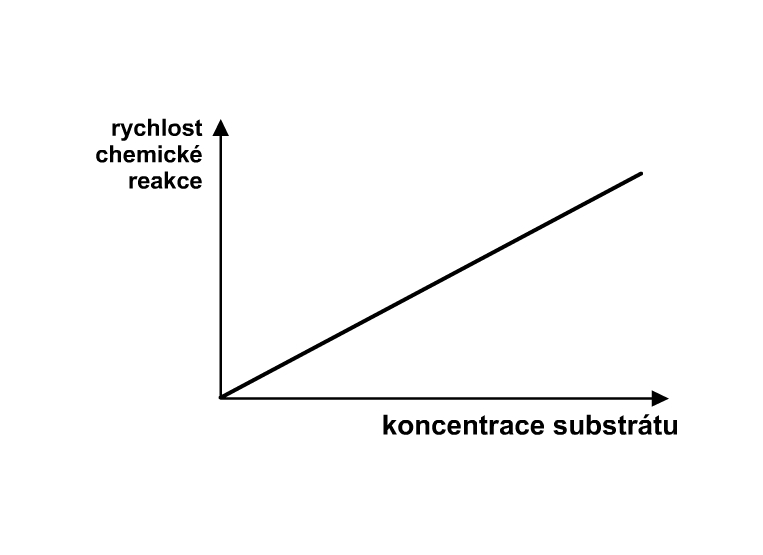 rychlost
chemické
reakce
koncentrace substrátu